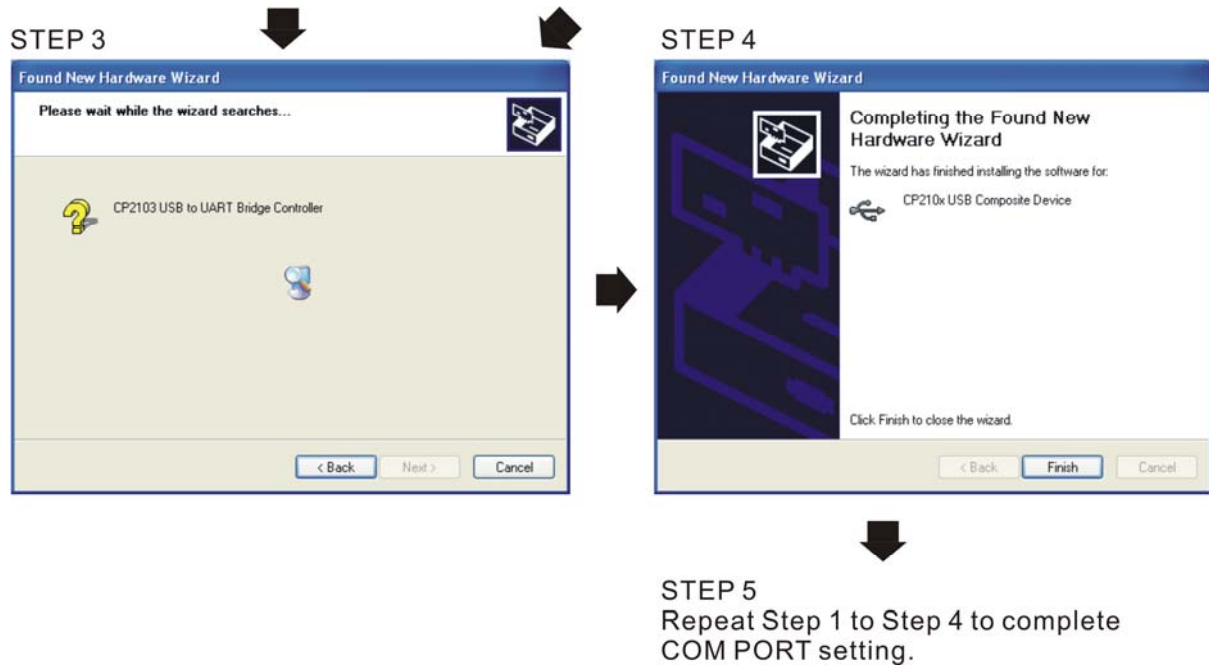 STEP 3
Found New Hardware Wizard
Please wait while the wizard searches...
CP2103 USB to UART Bridge Controller
< Back
Next >
Cancel
STEP 4
Found New Hardware Wizard
Completing the Found New
Hardware Wizard
The wizard has finished installing the software for:
CP210x USB Composite Device
Click Finish to close the wizard.
< Back
Finish
Cancel
STEP 5
Repeat Step 1 to Step 4 to complete
COM PORT setting.